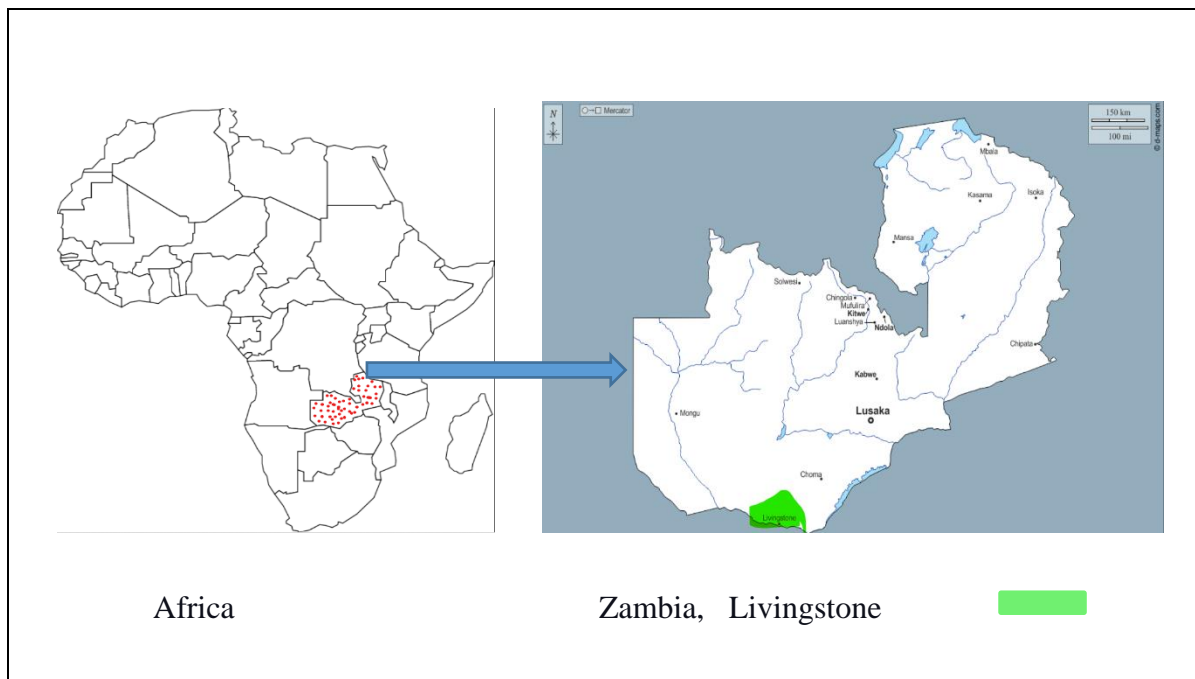 N
Mercator
150 km
100 mi
© d-maps.com
Mbala
Kasama
Isoka
Mansa
Solwesi
Chingola
Mufulira
Kitwe
Luanshya
Ndola
Chipata
Kabwe
Mongu
Lusaka
Choma
Livingstone
Africa
Zambia, Livingstone